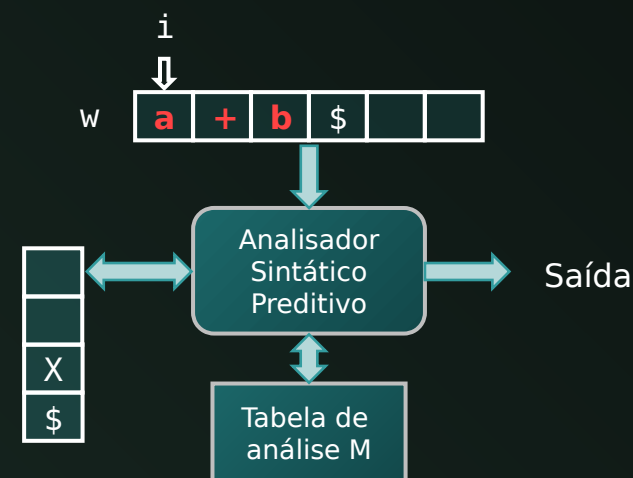 i
w a + b $
Analisador
Sintático
Preditivo
Saída
X
$
Tabela de
análise M